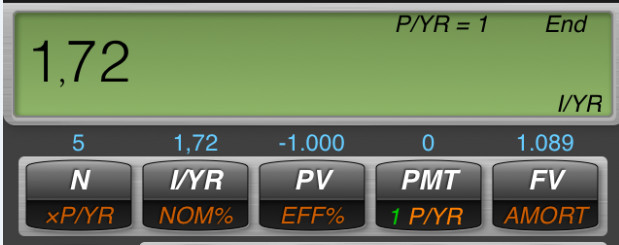 P/YR = 1 End
1,72
I/YR
5 1,72 -1.000 0 1.089
N I/YR PV PMT FV
×P/YR NOM% EFF% 1 P/YR AMORT